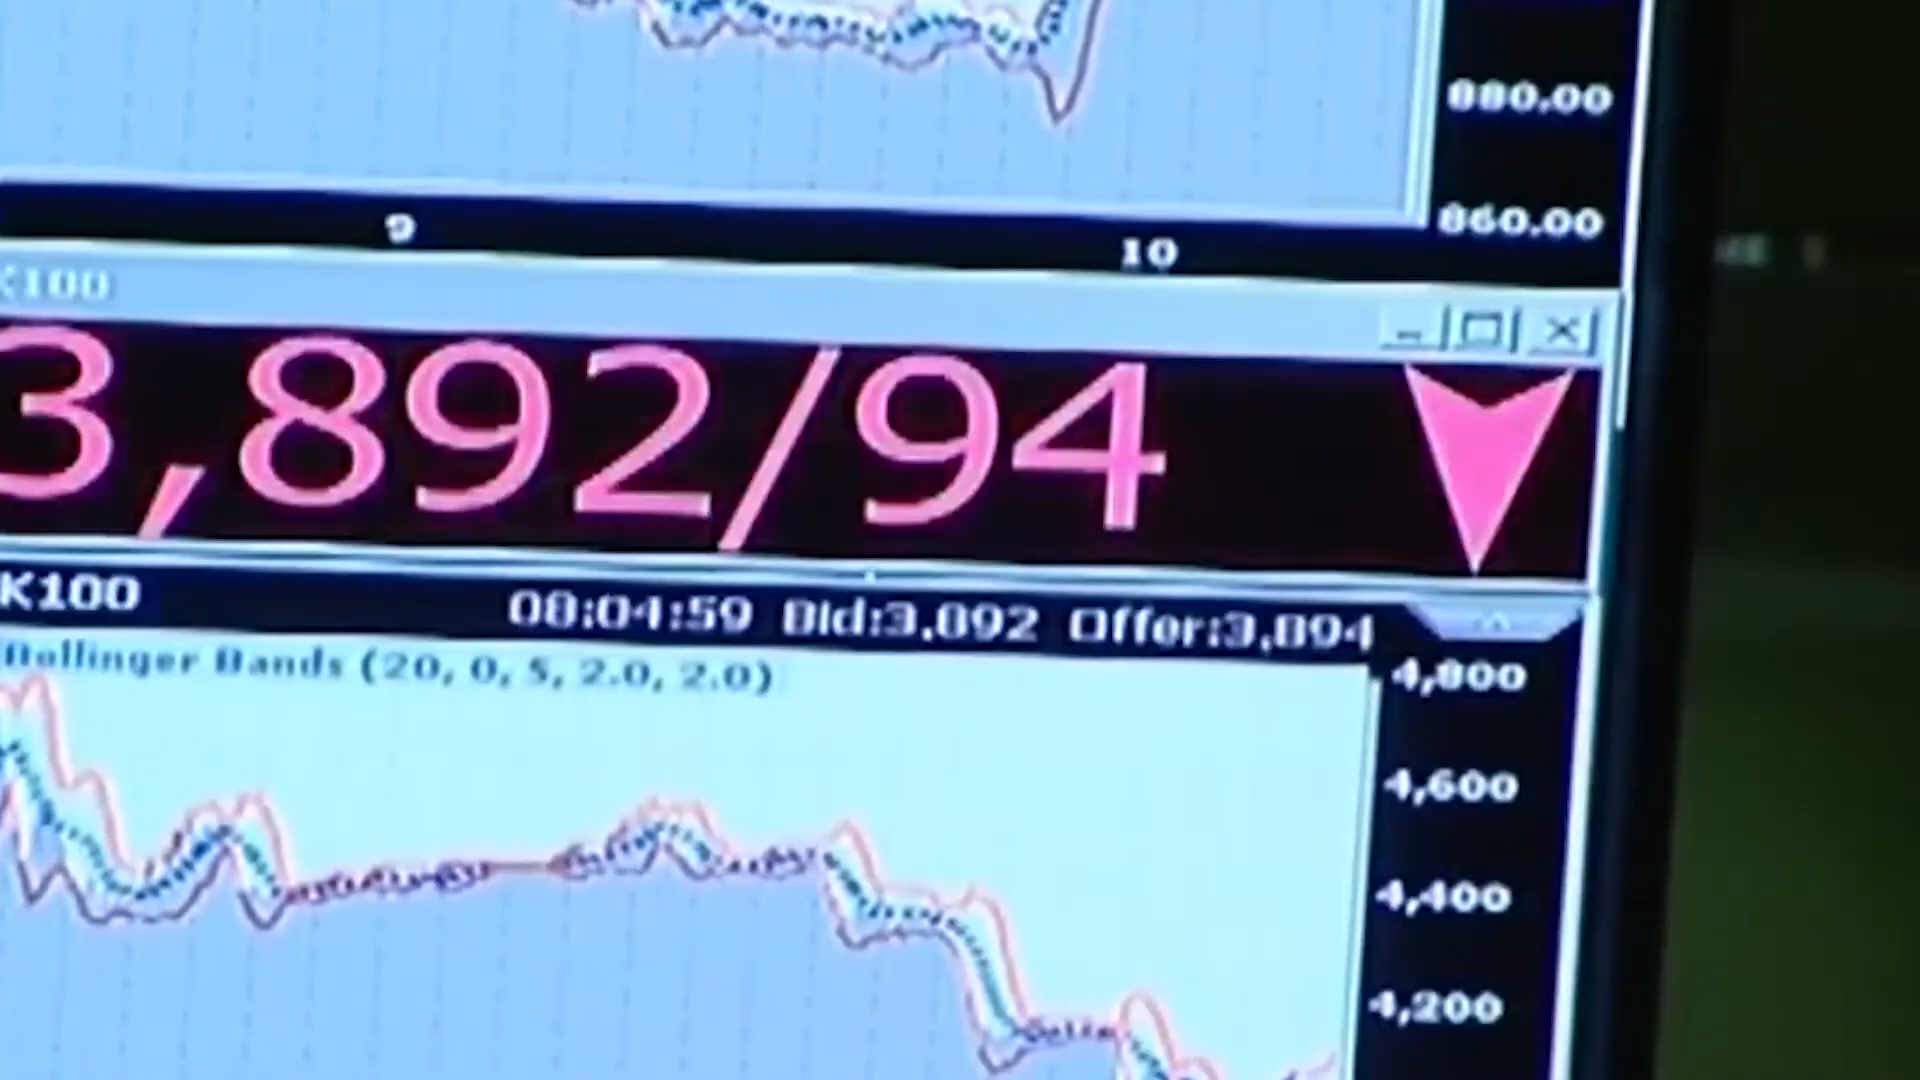 880.00
860.00
9
10
K100
3,892/94
K100
08:04:59 Bid:3,892 Offer:3,894
Bollinger Bands (20, 0, 5, 2.0, 2.0)
4,800
4,600
4,400
4,200